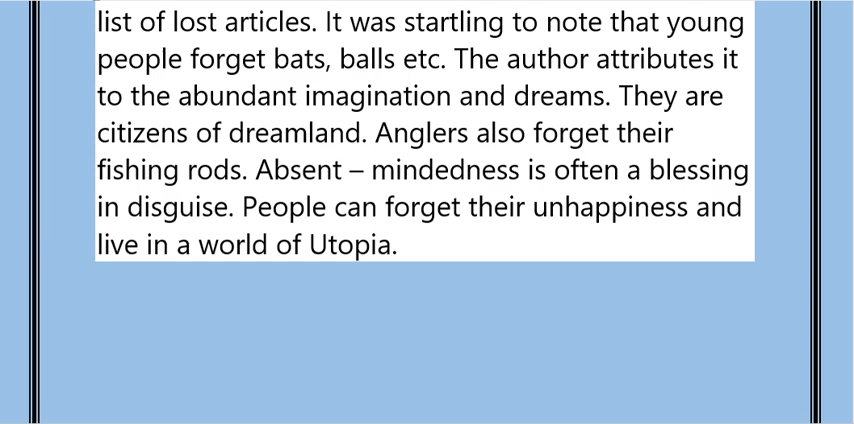 list of lost articles. It was startling to note that young
people forget bats, balls etc. The author attributes it
to the abundant imagination and dreams. They are
citizens of dreamland. Anglers also forget their
fishing rods. Absent – mindedness is often a blessing
in disguise. People can forget their unhappiness and
live in a world of Utopia.